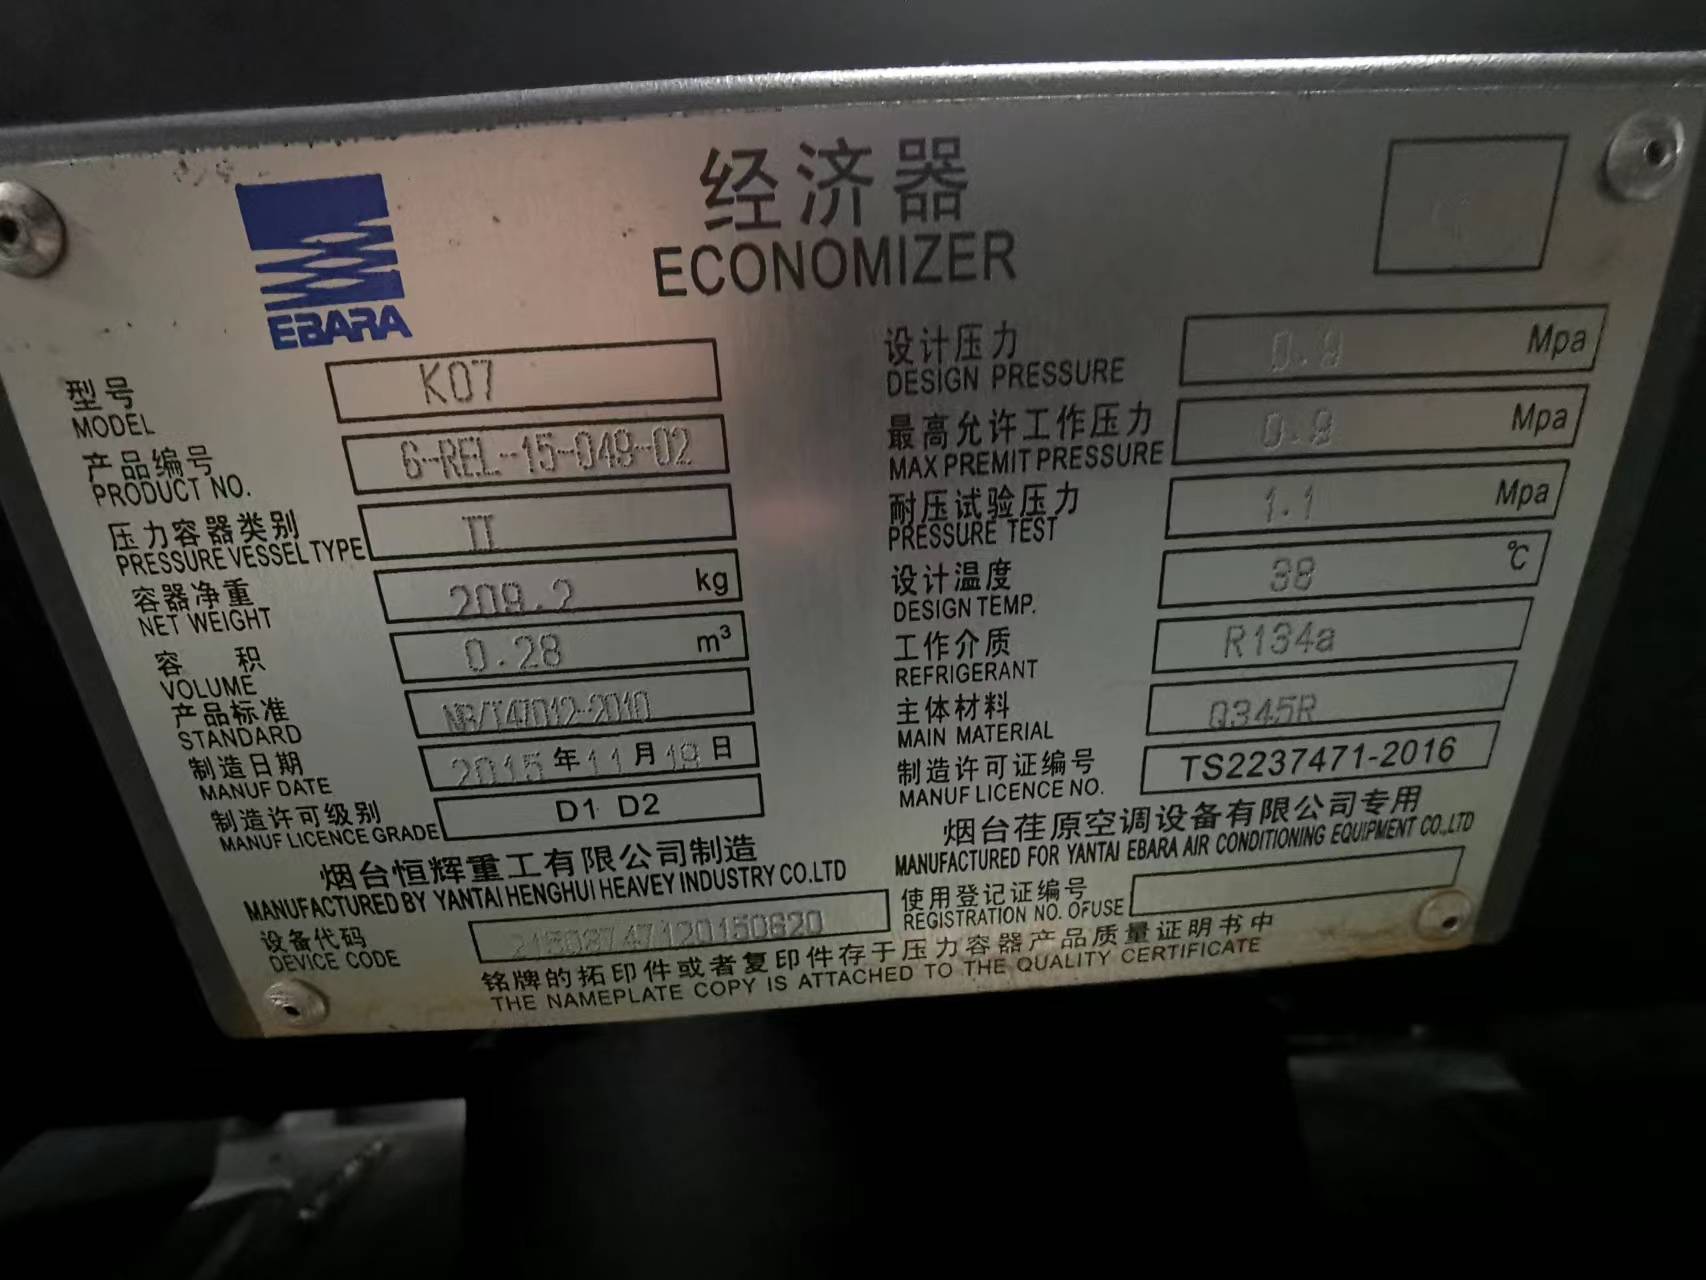 经济器
ECONOMIZER
EBARA
型号 K07
MODEL
产品编号 6-REL-15-049-02
PRODUCT NO.
压力容器类别 II
PRESSURE VESSEL TYPE
容器净重 209.2 kg
NET WEIGHT
容积 0.28 m³
VOLUME
产品标准 NB/T47012-2010
STANDARD
制造日期 2015年11月19日
MANUF DATE
制造许可级别 D1 D2
MANUF LICENCE GRADE
烟台恒辉重工有限公司制造
MANUFACTURED BY YANTAI HENGHUI HEAVEY INDUSTRY CO.LTD
设备代码
DEVICE CODE
设计压力 0.9 Mpa
DESIGN PRESSURE
最高允许工作压力 0.9 Mpa
MAX PREMIT PRESSURE
耐压试验压力 1.1 Mpa
PRESSURE TEST
设计温度 38 ℃
DESIGN TEMP.
工作介质 R134a
REFRIGERANT
主体材料 Q345R
MAIN MATERIAL
制造许可证编号 TS2237471-2016
MANUF LICENCE NO.
烟台荏原空调设备有限公司专用
MANUFACTURED FOR YANTAI EBARA AIR CONDITIONING EQUIPMENT CO.,LTD
使用登记证编号
REGISTRATION NO. OFUSE
铭牌的拓印件或者复印件存于压力容器产品质量证明书中
THE NAMEPLATE COPY IS ATTACHED TO THE QUALITY CERTIFICATE